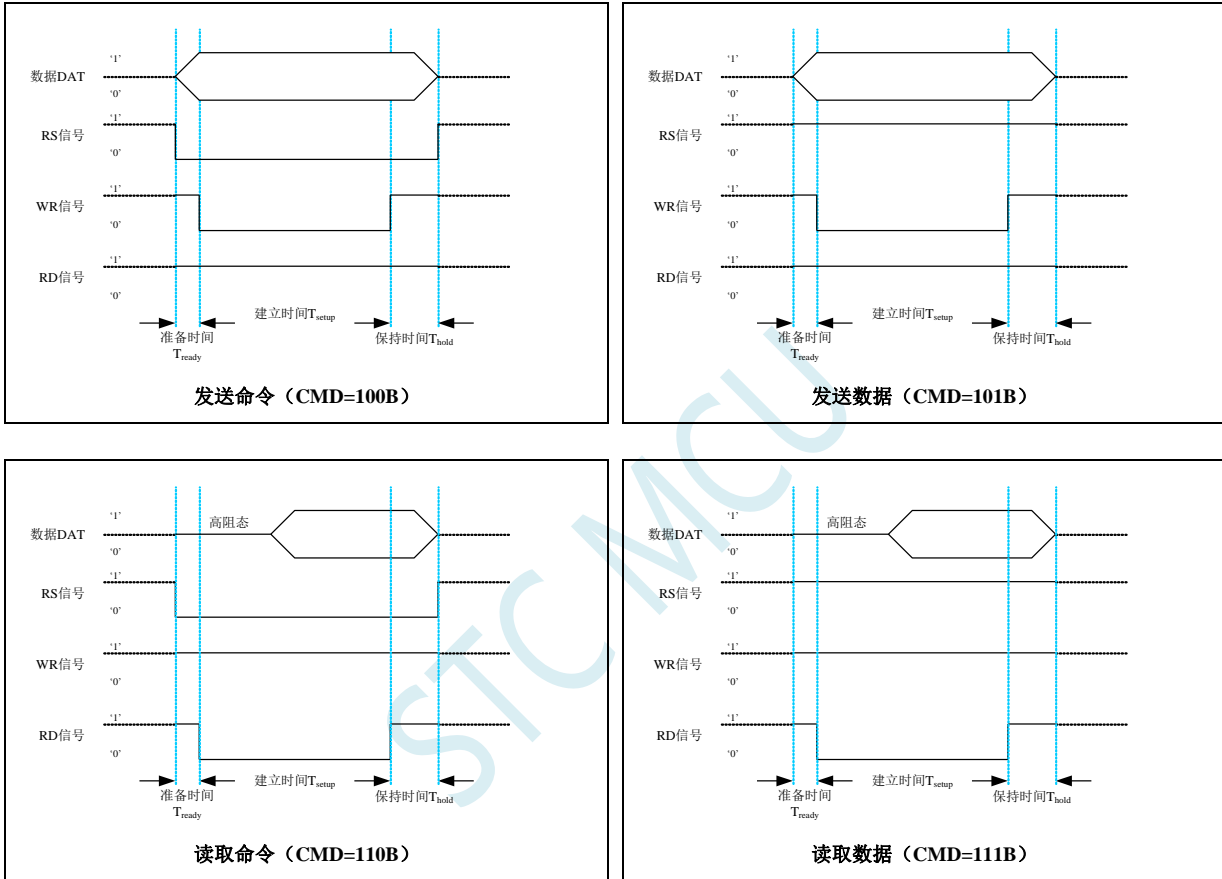 ‘1’
数据DAT
‘0’
‘1’
RS信号
‘0’
‘1’
WR信号
‘0’
‘1’
RD信号
‘0’
建立时间Tsetup
准备时间
Tready
保持时间Thold
发送命令（CMD=100B）
‘1’
数据DAT
‘0’
‘1’
RS信号
‘0’
‘1’
WR信号
‘0’
‘1’
RD信号
‘0’
建立时间Tsetup
准备时间
Tready
保持时间Thold
发送数据（CMD=101B）
‘1’
高阻态
数据DAT
‘0’
‘1’
RS信号
‘0’
‘1’
WR信号
‘0’
‘1’
RD信号
‘0’
建立时间Tsetup
准备时间
Tready
保持时间Thold
读取命令（CMD=110B）
‘1’
高阻态
数据DAT
‘0’
‘1’
RS信号
‘0’
‘1’
WR信号
‘0’
‘1’
RD信号
‘0’
建立时间Tsetup
准备时间
Tready
保持时间Thold
读取数据（CMD=111B）
STC MCU